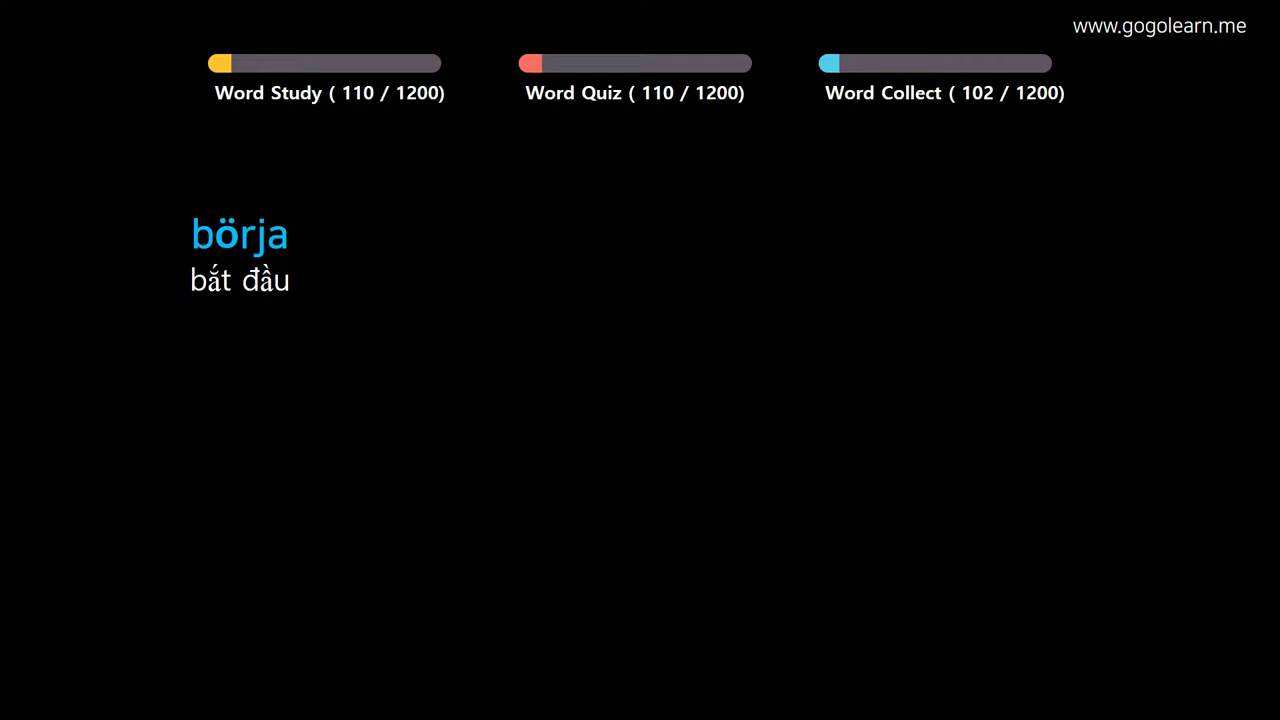 www.gogolearn.me
Word Study ( 110 / 1200)
Word Quiz ( 110 / 1200)
Word Collect ( 102 / 1200)
börja
bắt đầu